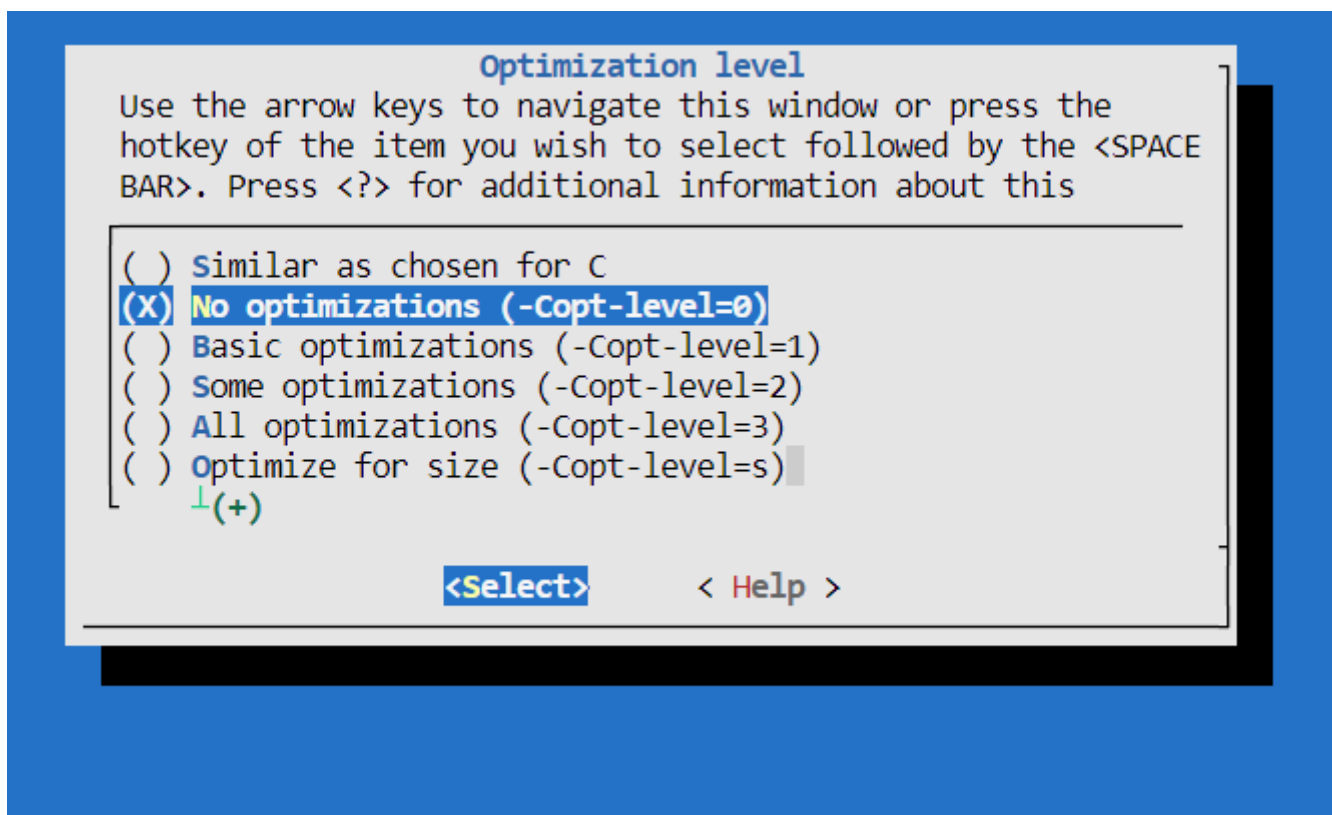 Optimization level
Use the arrow keys to navigate this window or press the
hotkey of the item you wish to select followed by the <SPACE
BAR>. Press <?> for additional information about this
( ) Similar as chosen for C
(X) No optimizations (-Copt-level=0)
( ) Basic optimizations (-Copt-level=1)
( ) Some optimizations (-Copt-level=2)
( ) All optimizations (-Copt-level=3)
( ) Optimize for size (-Copt-level=s)
┴(+)
<Select> < Help >